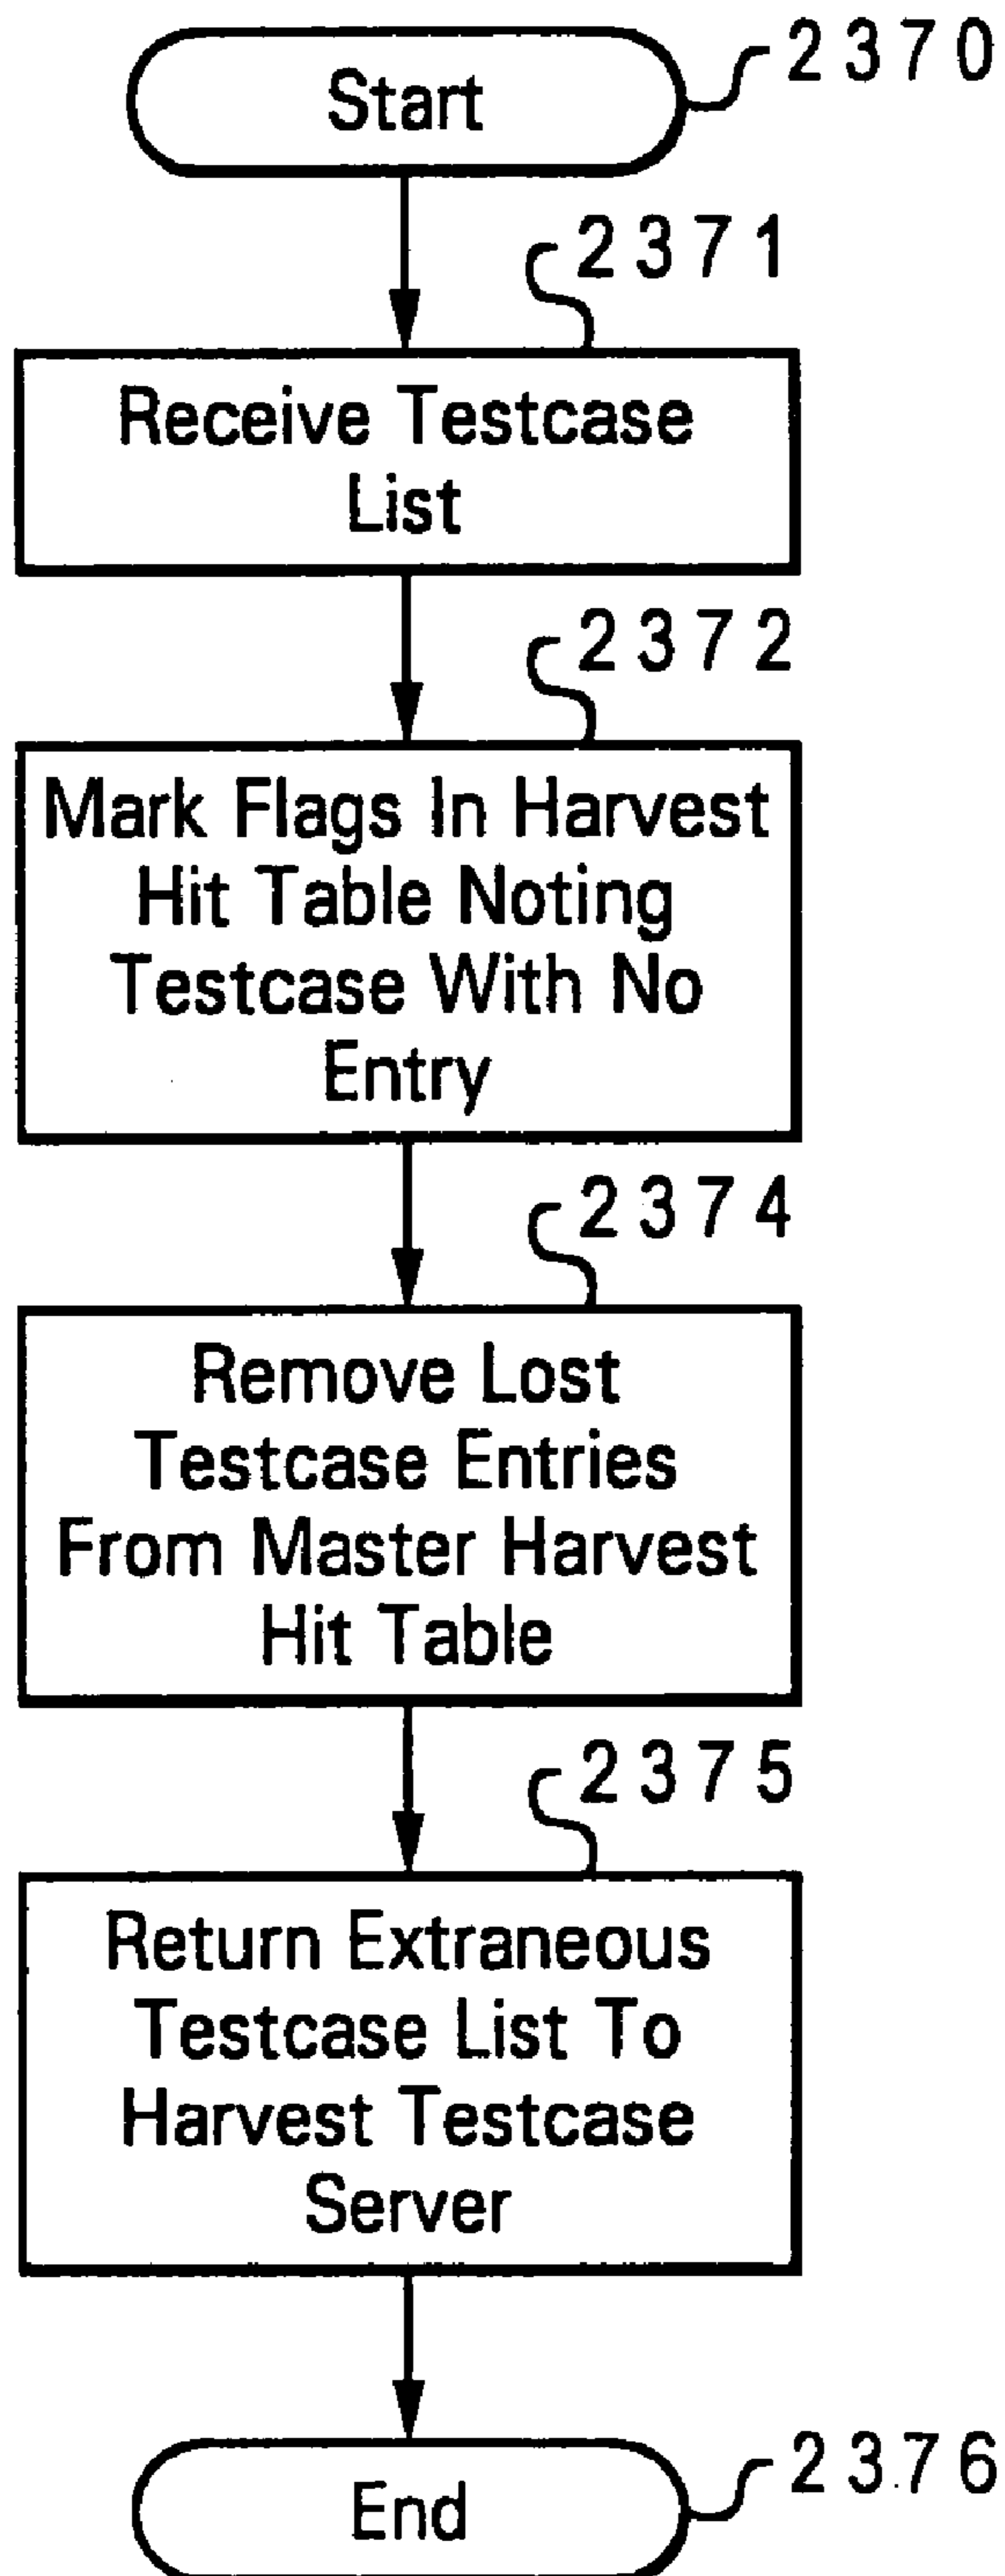 Start
2370
2371
Receive Testcase
List
2372
Mark Flags In Harvest
Hit Table Noting
Testcase With No
Entry
2374
Remove Lost
Testcase Entries
From Master Harvest
Hit Table
2375
Return Extraneous
Testcase List To
Harvest Testcase
Server
End
2376